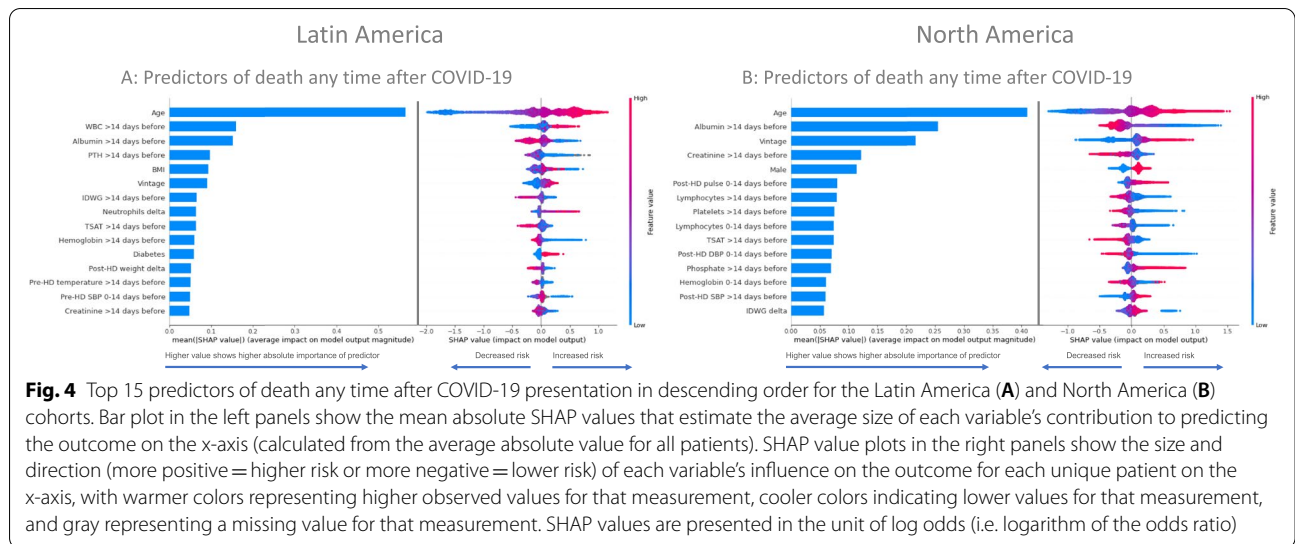 Latin America
North America
A: Predictors of death any time after COVID-19
B: Predictors of death any time after COVID-19
Age
WBC >14 days before
Albumin >14 days before
PTH >14 days before
BMI
Vintage
IDWG >14 days before
Neutrophils delta
TSAT >14 days before
Hemoglobin >14 days before
Diabetes
Post-HD weight delta
Pre-HD temperature >14 days before
Pre-HD SBP 0-14 days before
Creatinine >14 days before
0.0 0.1 0.2 0.3 0.4 0.5
mean(|SHAP value|) (average impact on model output magnitude)
Higher value shows higher absolute importance of predictor
−2.0 −1.5 −1.0 −0.5 0.0 0.5 1.0
SHAP value (impact on model output)
Decreased risk
Increased risk
High
Feature value
Low
Age
Albumin >14 days before
Vintage
Creatinine >14 days before
Male
Post-HD pulse 0-14 days before
Lymphocytes >14 days before
Platelets >14 days before
Lymphocytes 0-14 days before
TSAT >14 days before
Post-HD DBP 0-14 days before
Phosphate >14 days before
Hemoglobin 0-14 days before
Post-HD SBP >14 days before
IDWG delta
0.00 0.05 0.10 0.15 0.20 0.25 0.30 0.35 0.40
mean(|SHAP value|) (average impact on model output magnitude)
Higher value shows higher absolute importance of predictor
−1.0 −0.5 0.0 0.5 1.0 1.5
SHAP value (impact on model output)
Decreased risk
Increased risk
High
Feature value
Low
Fig. 4 Top 15 predictors of death any time after COVID-19 presentation in descending order for the Latin America (A) and North America (B)
cohorts. Bar plot in the left panels show the mean absolute SHAP values that estimate the average size of each variable's contribution to predicting
the outcome on the x-axis (calculated from the average absolute value for all patients). SHAP value plots in the right panels show the size and
direction (more positive = higher risk or more negative = lower risk) of each variable's influence on the outcome for each unique patient on the
x-axis, with warmer colors representing higher observed values for that measurement, cooler colors indicating lower values for that measurement,
and gray representing a missing value for that measurement. SHAP values are presented in the unit of log odds (i.e. logarithm of the odds ratio)